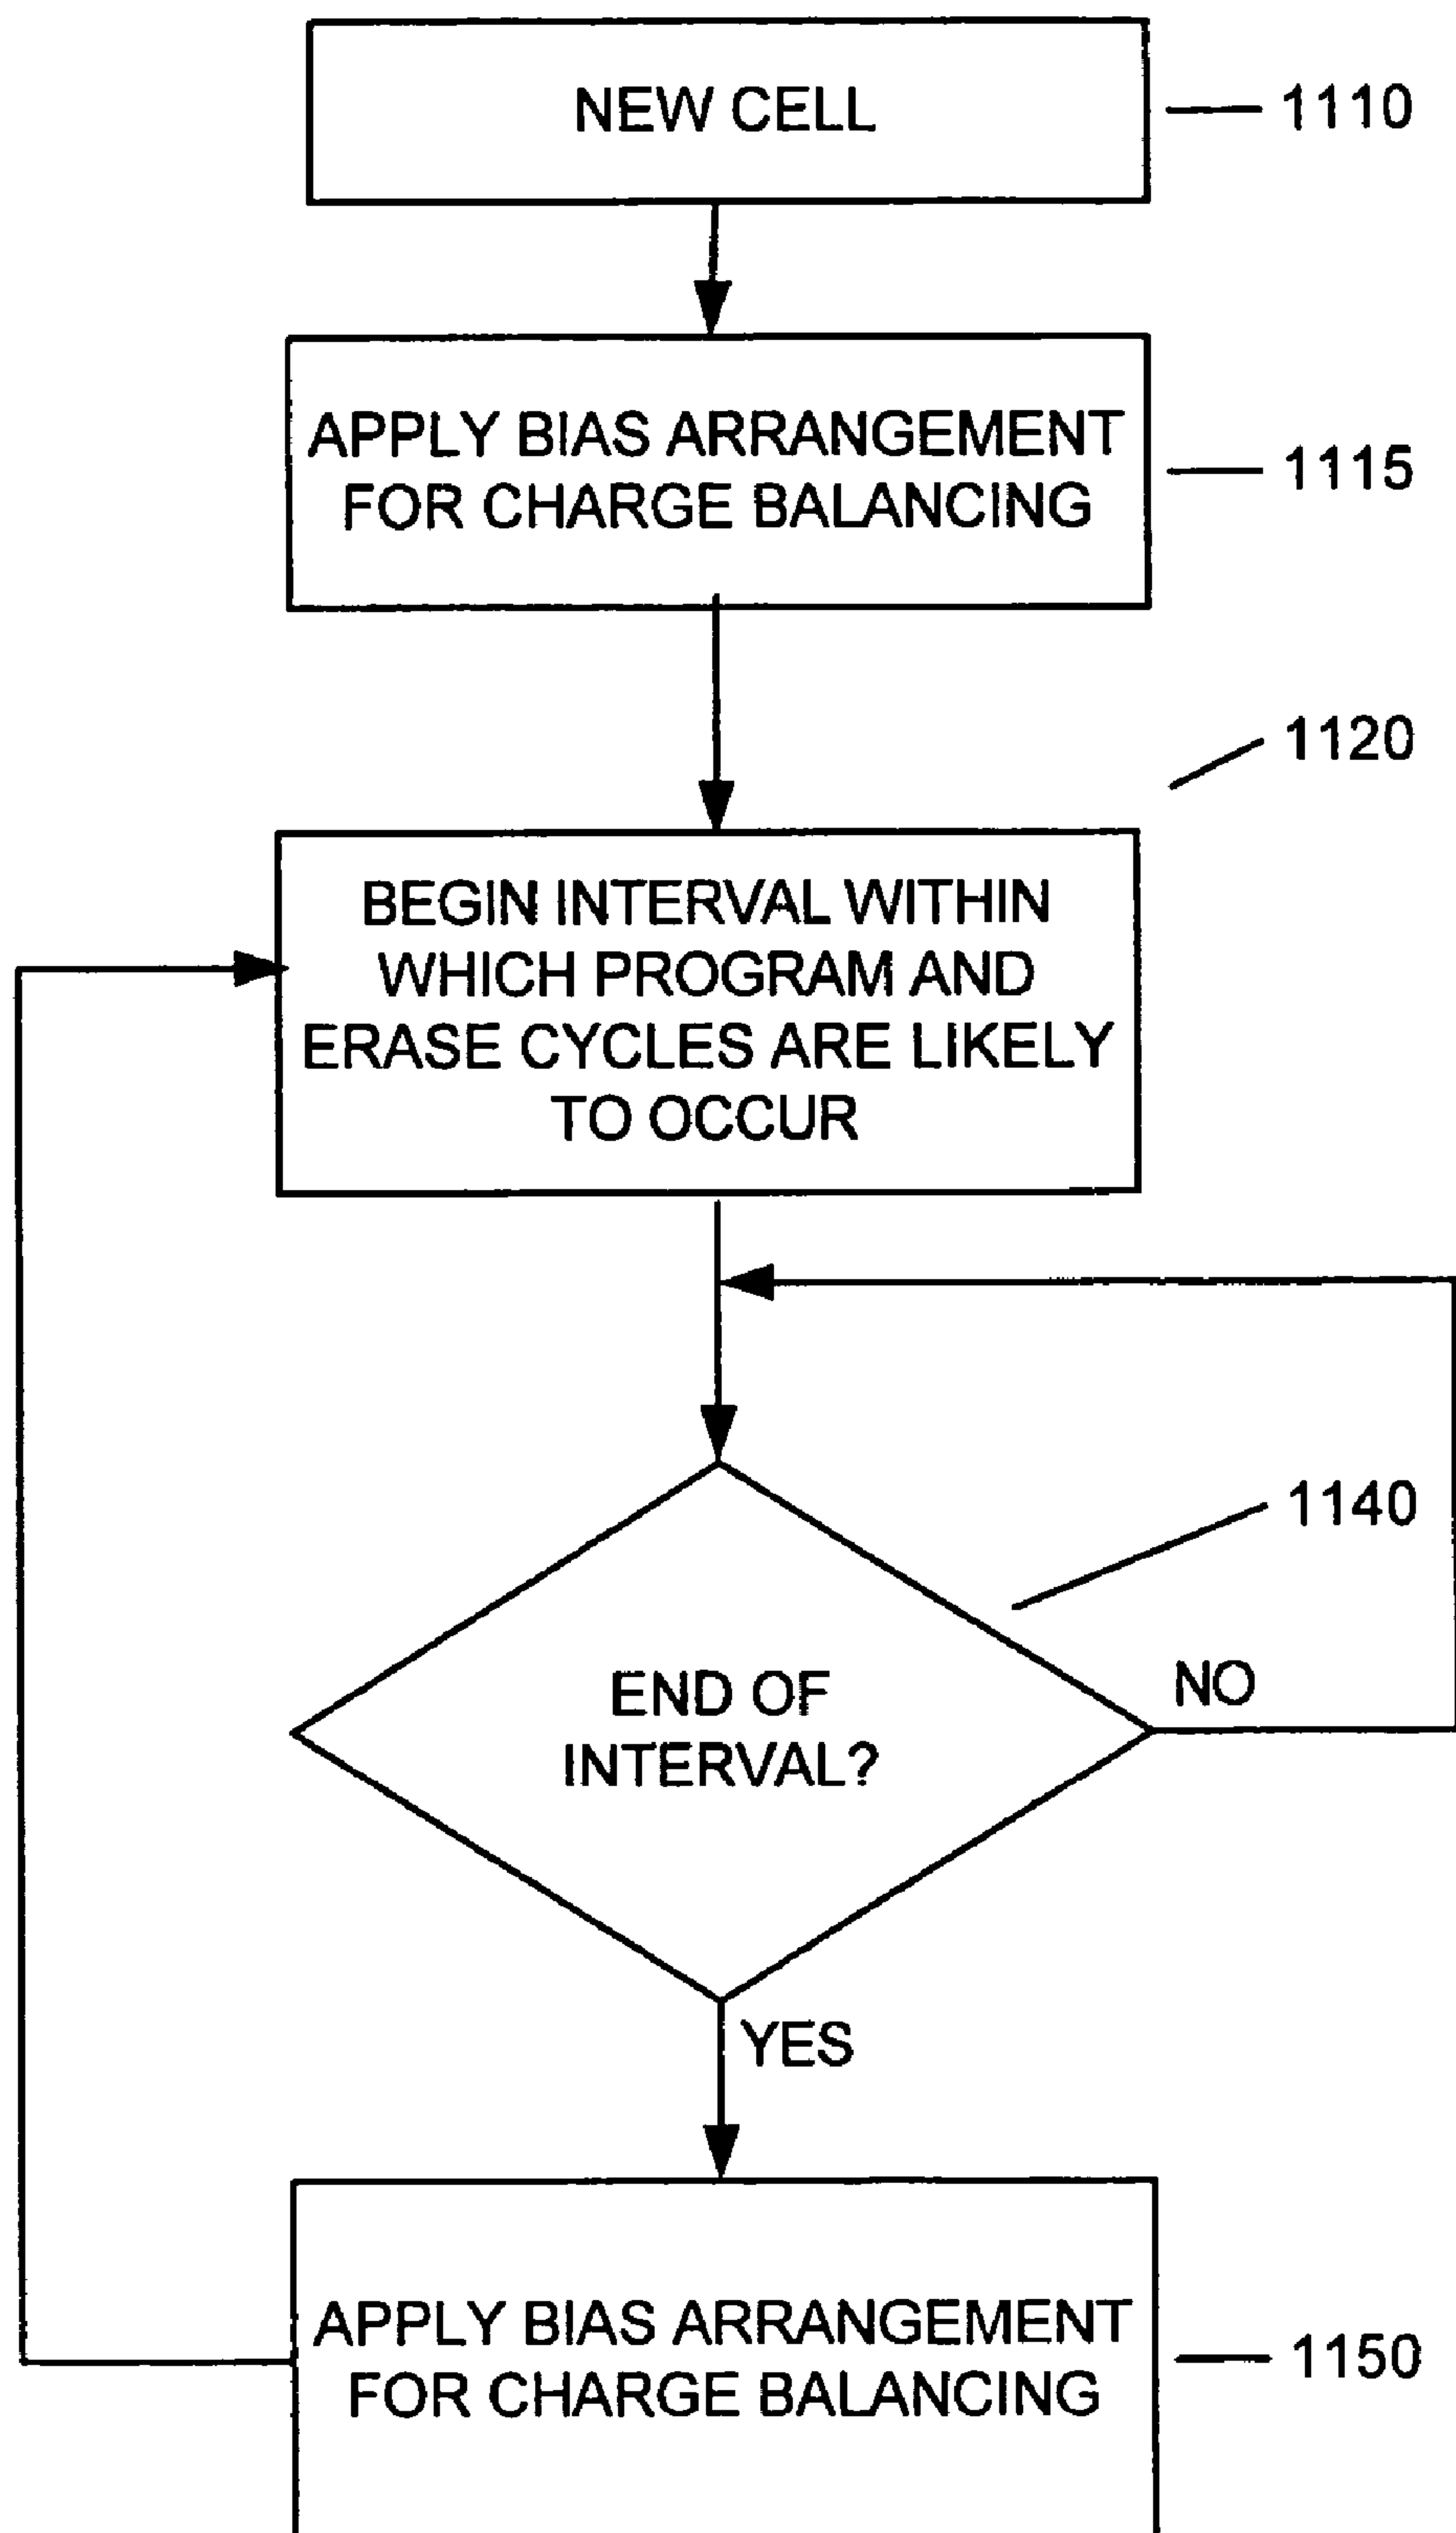 NEW CELL
1110
APPLY BIAS ARRANGEMENT
FOR CHARGE BALANCING
1115
1120
BEGIN INTERVAL WITHIN
WHICH PROGRAM AND
ERASE CYCLES ARE LIKELY
TO OCCUR
1140
END OF
INTERVAL?
NO
YES
APPLY BIAS ARRANGEMENT
FOR CHARGE BALANCING
1150